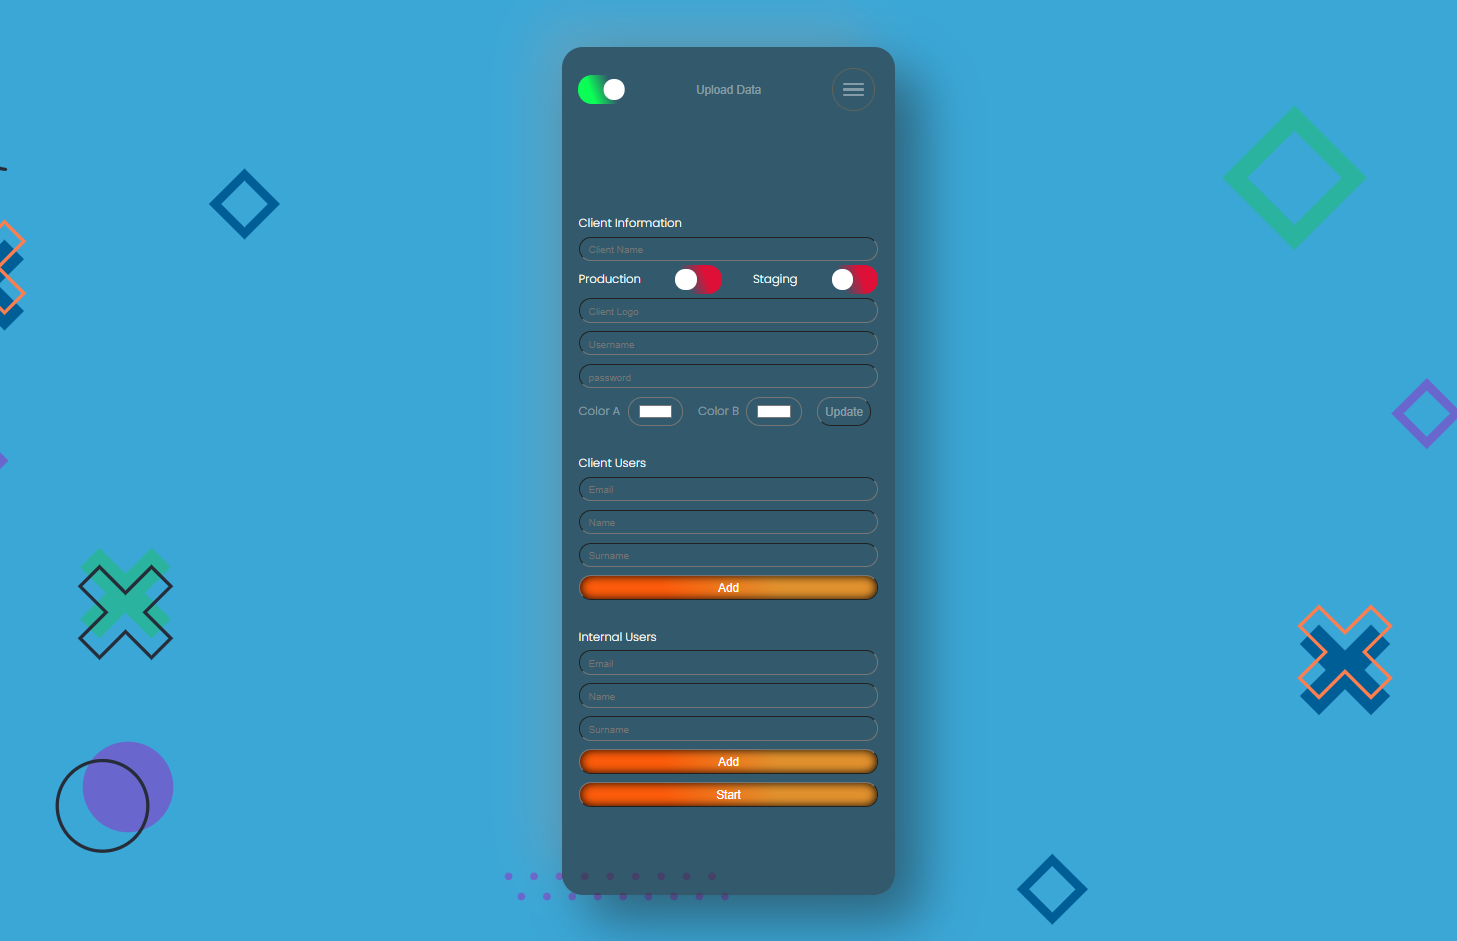 Upload Data
Client Information
Client Name
Production Staging
Client Logo
Username
password
Color A Color B Update
Client Users
Email
Name
Surname
Add
Internal Users
Email
Name
Surname
Add
Start